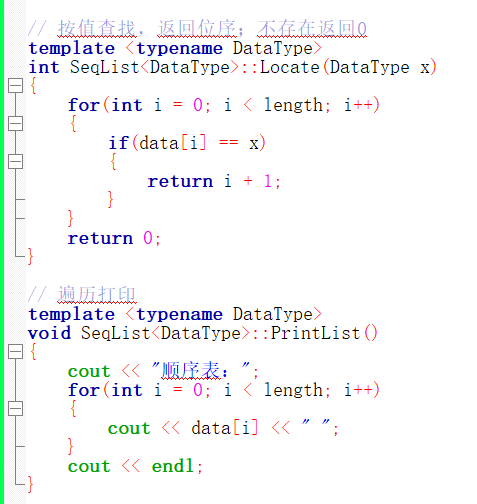 // 按值查找，返回位序；不存在返回0
template <typename DataType>
int SeqList<DataType>::Locate(DataType x)
{
    for(int i = 0; i < length; i++)
    {
        if(data[i] == x)
        {
            return i + 1;
        }
    }
    return 0;
}
// 遍历打印
template <typename DataType>
void SeqList<DataType>::PrintList()
{
    cout << "顺序表：";
    for(int i = 0; i < length; i++)
    {
        cout << data[i] << " ";
    }
    cout << endl;
}